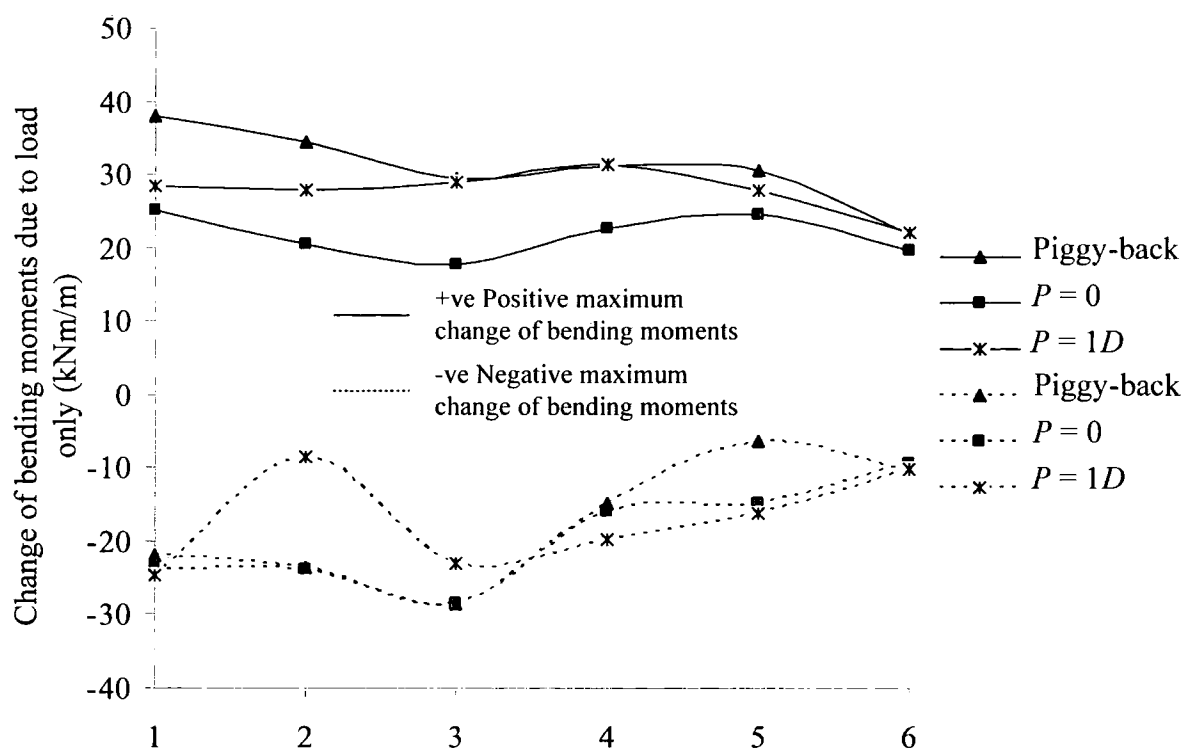 Change of bending moments due to load
only (kNm/m)
50
40
30
20
10
0
-10
-20
-30
-40
1 2 3 4 5 6
+ve Positive maximum
change of bending moments
-ve Negative maximum
change of bending moments
Piggy-back
P = 0
P = 1D
Piggy-back
P = 0
P = 1D